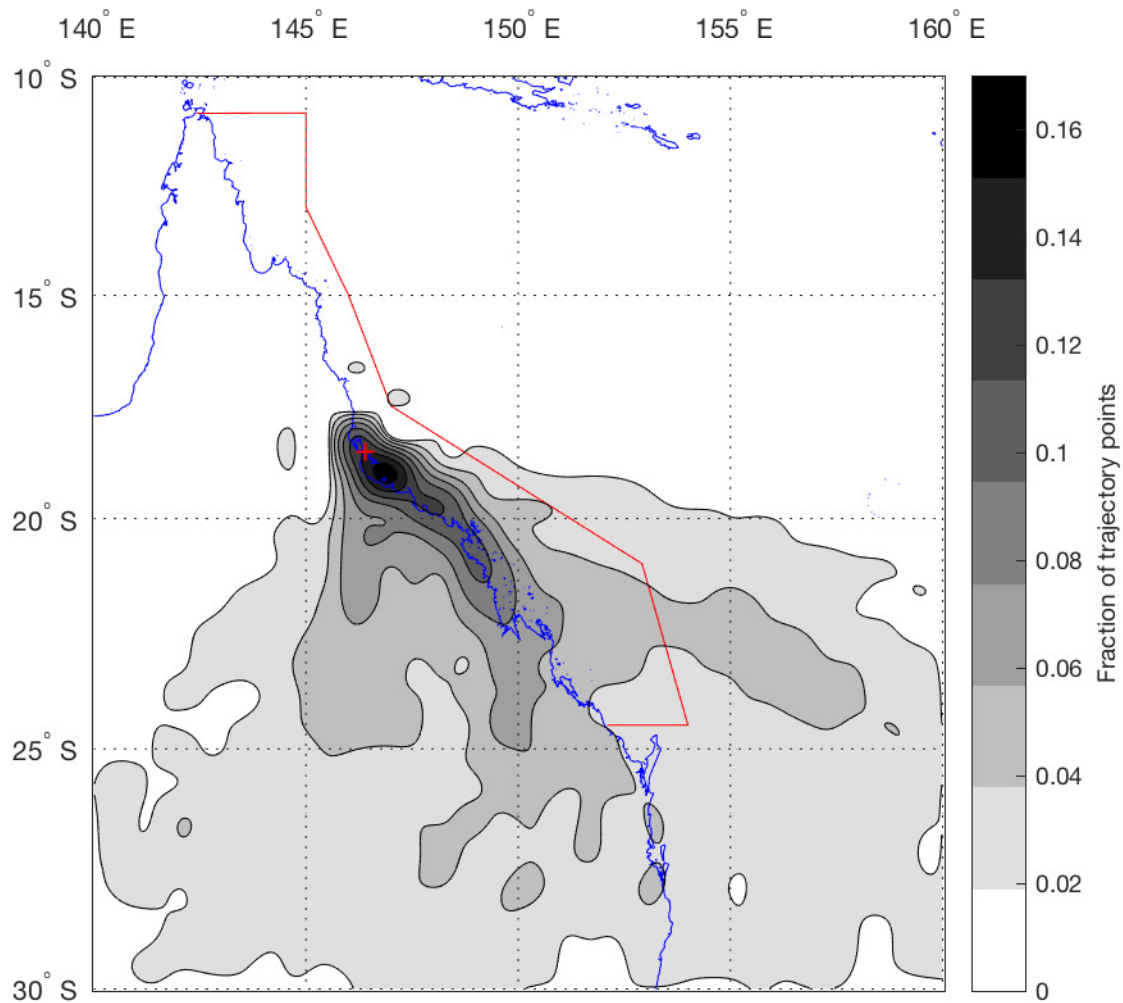 140° E 145° E 150° E 155° E 160° E
10° S
15° S
20° S
25° S
30° S
0.16
0.14
0.12
0.1
0.08
0.06
0.04
0.02
0
Fraction of trajectory points